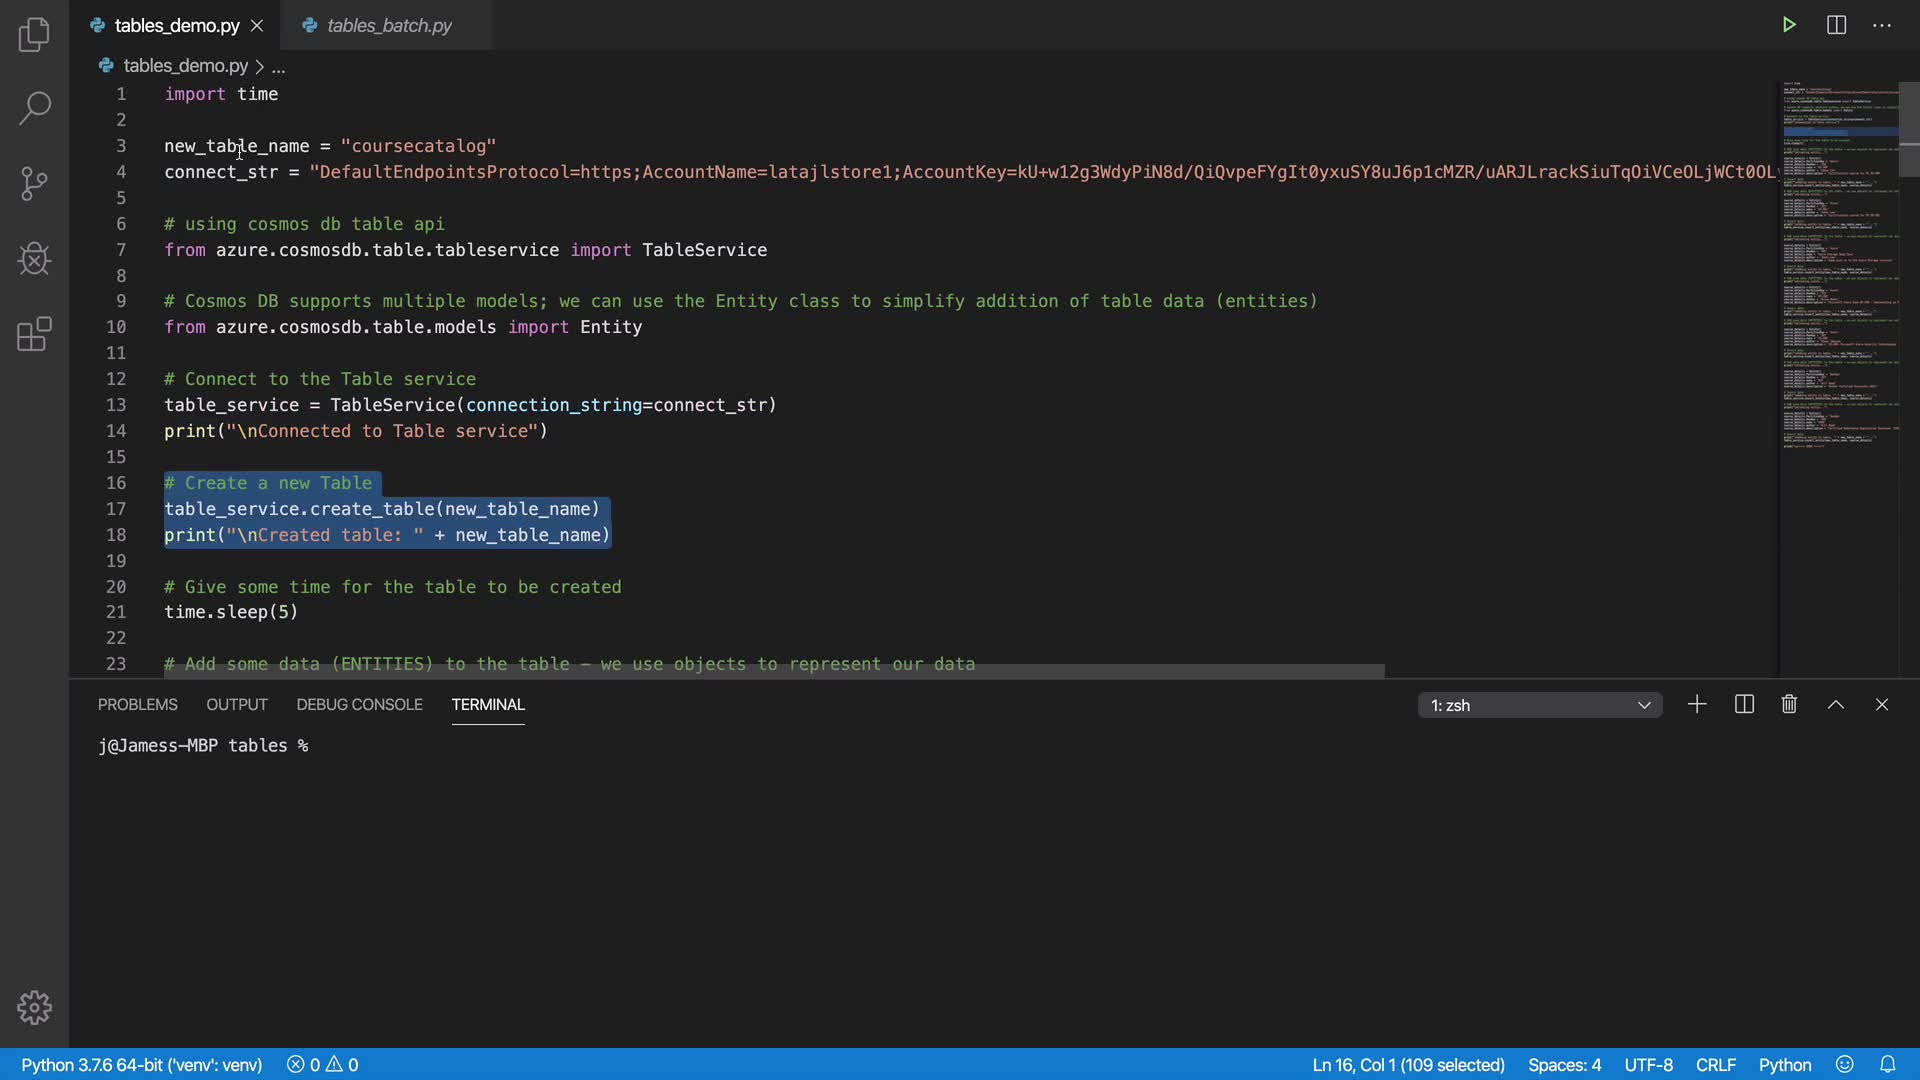 tables_demo.py
tables_batch.py
tables_demo.py > ...
1 import time
2
3 new_table_name = "coursecatalog"
4 connect_str = "DefaultEndpointsProtocol=https;AccountName=latajlstore1;AccountKey=kU+w12g3WdyPiN8d/QiQvpeFYgIt0yxuSY8uJ6p1cMZR/uARJLrackSiuTqOiVCeOLjWCt0OL
5
6 # using cosmos db table api
7 from azure.cosmosdb.table.tableservice import TableService
8
9 # Cosmos DB supports multiple models; we can use the Entity class to simplify addition of table data (entities)
10 from azure.cosmosdb.table.models import Entity
11
12 # Connect to the Table service
13 table_service = TableService(connection_string=connect_str)
14 print("\nConnected to Table service")
15
16 # Create a new Table
17 table_service.create_table(new_table_name)
18 print("\nCreated table: " + new_table_name)
19
20 # Give some time for the table to be created
21 time.sleep(5)
22
23 # Add some data (ENTITIES) to the table – we use objects to represent our data
PROBLEMS OUTPUT DEBUG CONSOLE TERMINAL 1: zsh
j@Jamess-MBP tables %
Python 3.7.6 64-bit ('venv': venv) 0 0 Ln 16, Col 1 (109 selected) Spaces: 4 UTF-8 CRLF Python